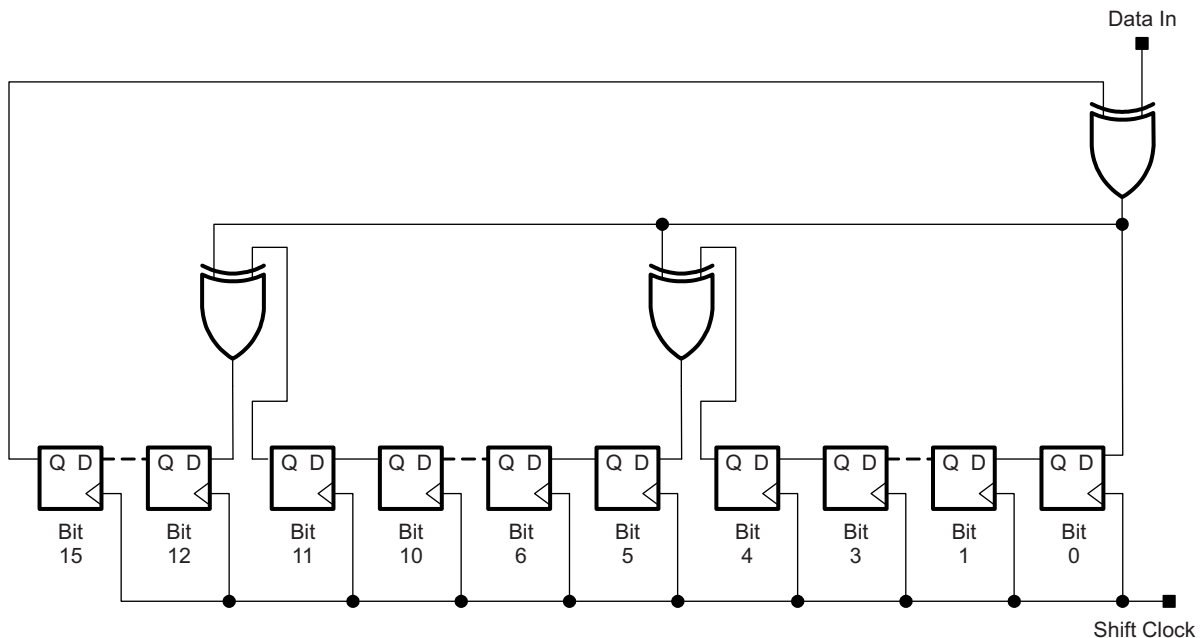 Data In
Q D
Q D
Q D
Q D
Q D
Q D
Q D
Q D
Q D
Q D
Bit
15
Bit
12
Bit
11
Bit
10
Bit
6
Bit
5
Bit
4
Bit
3
Bit
1
Bit
0
Shift Clock